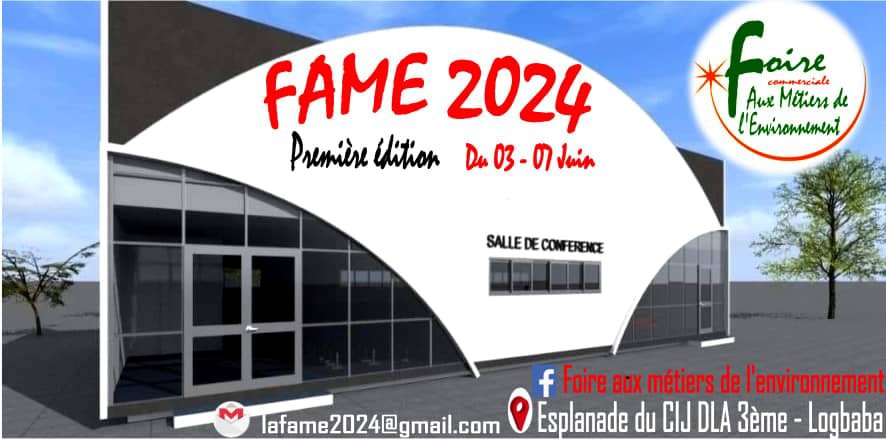 FAME 2024
Première édition Du 03 - 07 Juin
Foire
commerciale
Aux Métiers de
l'Environnement
SALLE DE CONFERENCE
Foire aux métiers de l'environnement
lafame2024@gmail.com
Esplanade du CIJ DLA 3ème - Logbaba